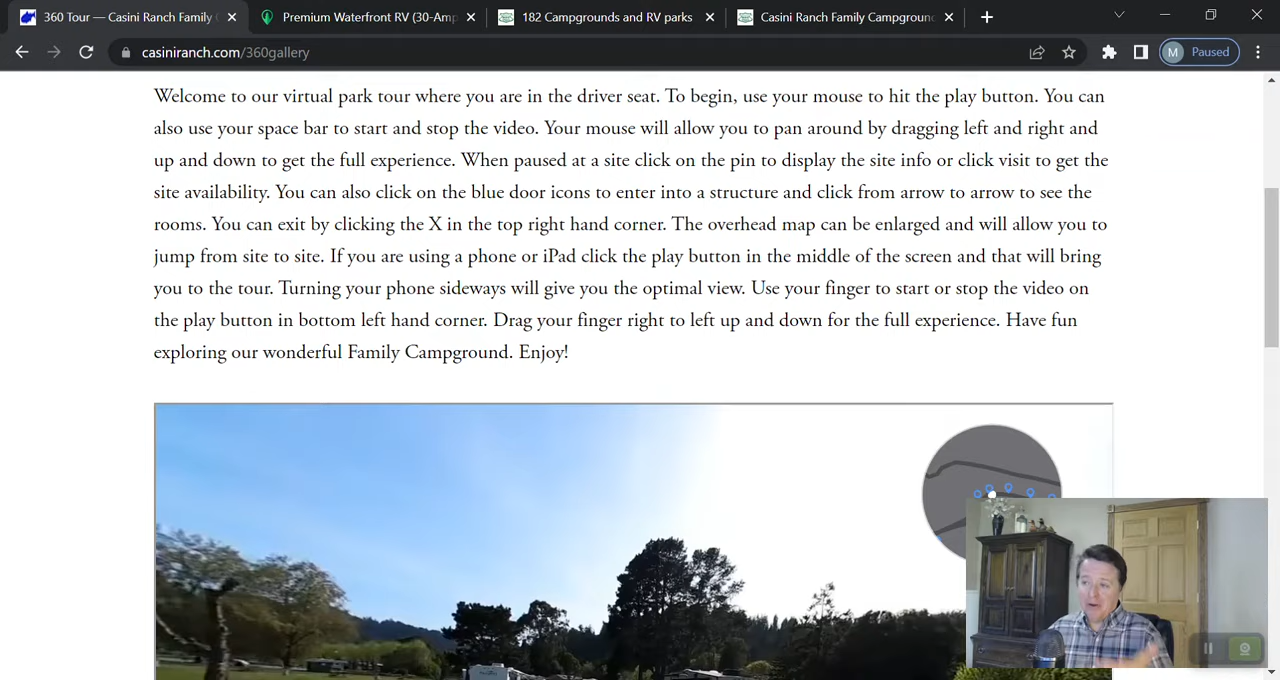 360 Tour — Casini Ranch Family
Premium Waterfront RV (30-Amp
182 Campgrounds and RV parks
Casini Ranch Family Campground
casiniranch.com/360gallery
M Paused
Welcome to our virtual park tour where you are in the driver seat. To begin, use your mouse to hit the play button. You can
also use your space bar to start and stop the video. Your mouse will allow you to pan around by dragging left and right and
up and down to get the full experience. When paused at a site click on the pin to display the site info or click visit to get the
site availability. You can also click on the blue door icons to enter into a structure and click from arrow to arrow to see the
rooms. You can exit by clicking the X in the top right hand corner. The overhead map can be enlarged and will allow you to
jump from site to site. If you are using a phone or iPad click the play button in the middle of the screen and that will bring
you to the tour. Turning your phone sideways will give you the optimal view. Use your finger to start or stop the video on
the play button in bottom left hand corner. Drag your finger right to left up and down for the full experience. Have fun
exploring our wonderful Family Campground. Enjoy!